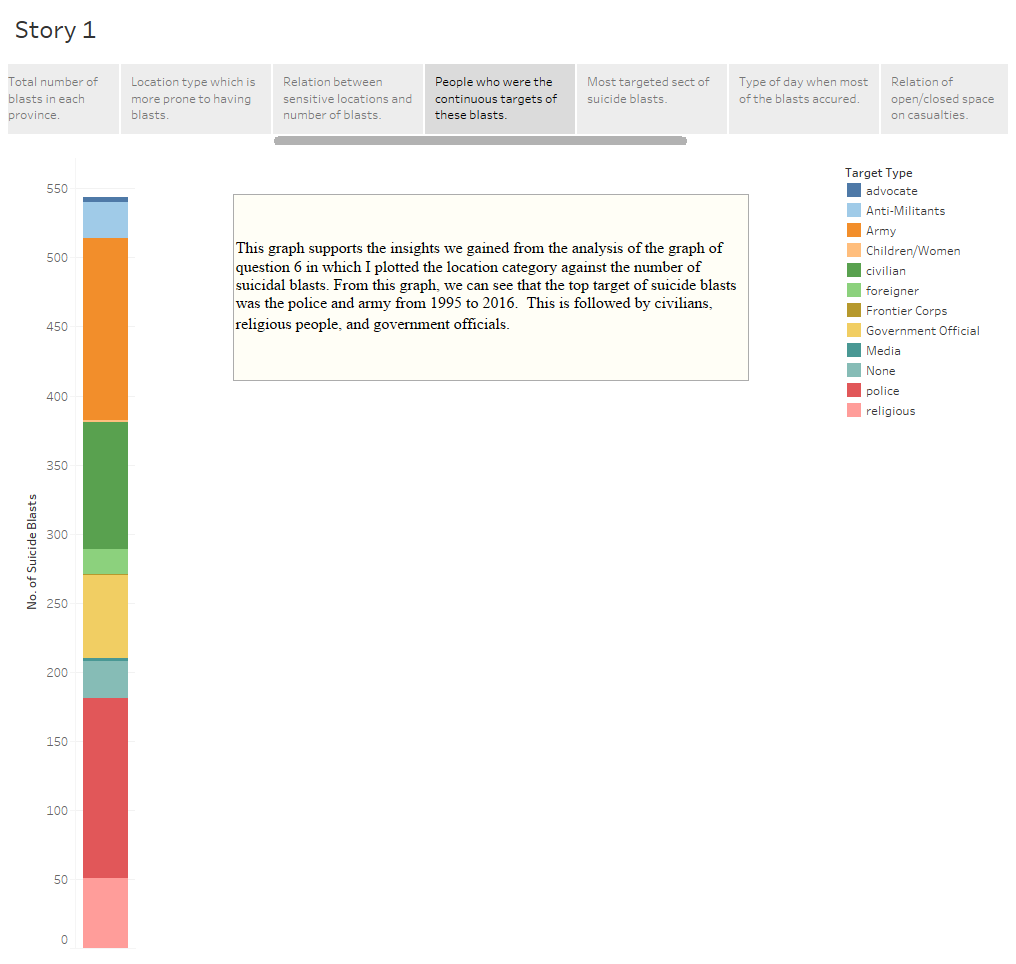 Story 1
Total number of
blasts in each
province.
Location type which is
more prone to having
blasts.
Relation between
sensitive locations and
number of blasts.
People who were the
continuous targets of
these blasts.
Most targeted sect of
suicide blasts.
Type of day when most
of the blasts accured.
Relation of
open/closed space
on casualties.
No. of Suicide Blasts
550
500
450
400
350
300
250
200
150
100
50
0
This graph supports the insights we gained from the analysis of the graph of
question 6 in which I plotted the location category against the number of
suicidal blasts. From this graph, we can see that the top target of suicide blasts
was the police and army from 1995 to 2016.  This is followed by civilians,
religious people, and government officials.
Target Type
advocate
Anti-Militants
Army
Children/Women
civilian
foreigner
Frontier Corps
Government Official
Media
None
police
religious